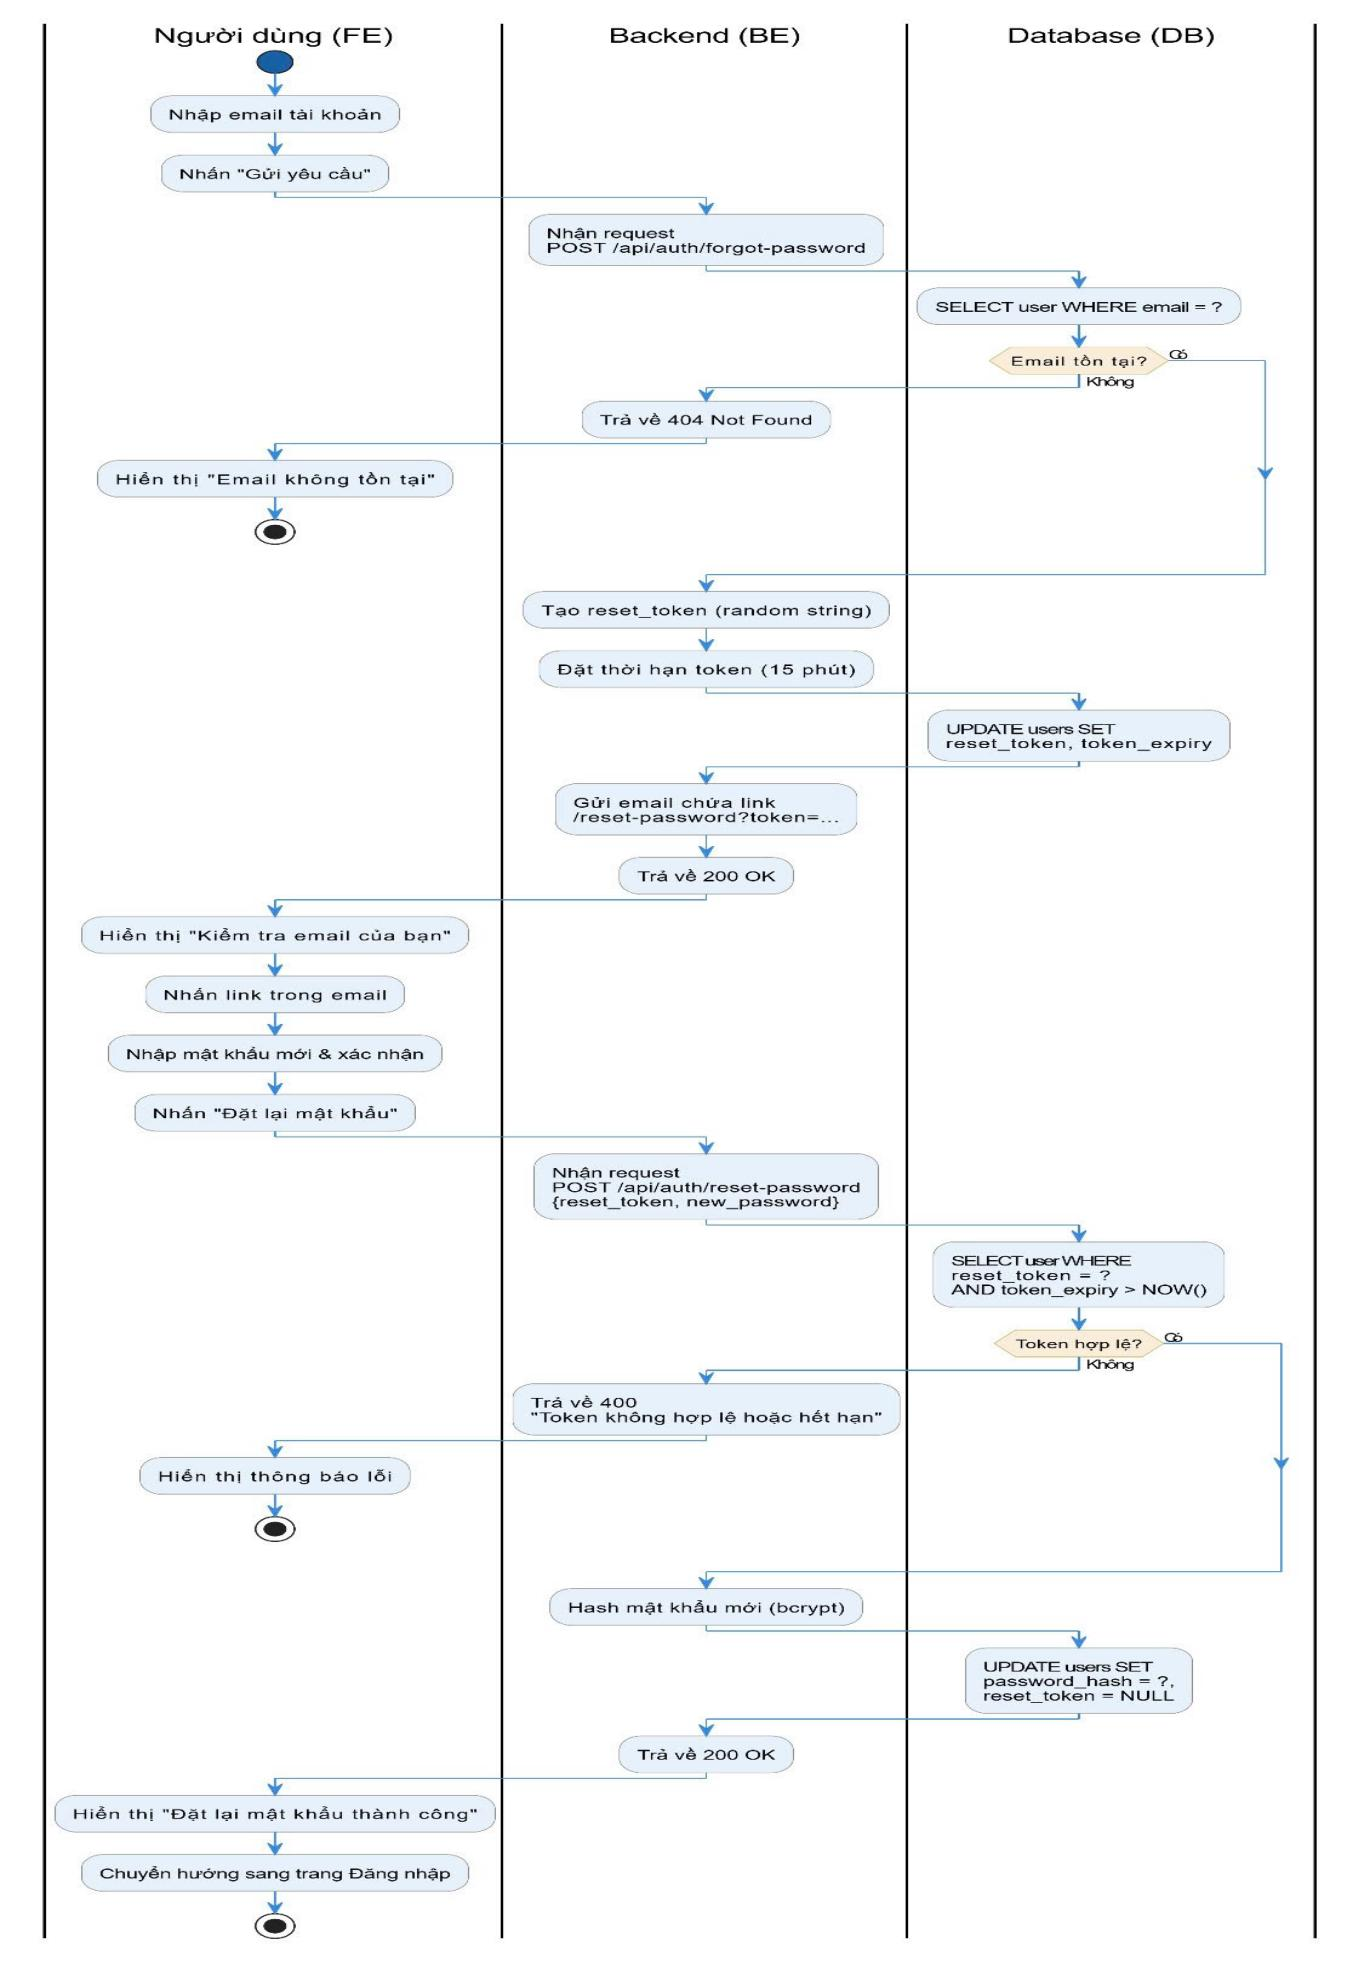 Người dùng (FE)
Backend (BE)
Database (DB)
Nhập email tài khoản
Nhấn "Gửi yêu cầu"
Nhận request
POST /api/auth/forgot-password
SELECT user WHERE email = ?
Email tồn tại?
Có
Không
Trả về 404 Not Found
Hiển thị "Email không tồn tại"
Tạo reset_token (random string)
Đặt thời hạn token (15 phút)
UPDATE users SET
reset_token, token_expiry
Gửi email chứa link
/reset-password?token=...
Trả về 200 OK
Hiển thị "Kiểm tra email của bạn"
Nhấn link trong email
Nhập mật khẩu mới & xác nhận
Nhấn "Đặt lại mật khẩu"
Nhận request
POST /api/auth/reset-password
{reset_token, new_password}
SELECT user WHERE
reset_token = ?
AND token_expiry > NOW()
Token hợp lệ?
Có
Không
Trả về 400
"Token không hợp lệ hoặc hết hạn"
Hiển thị thông báo lỗi
Hash mật khẩu mới (bcrypt)
UPDATE users SET
password_hash = ?,
reset_token = NULL
Trả về 200 OK
Hiển thị "Đặt lại mật khẩu thành công"
Chuyển hướng sang trang Đăng nhập